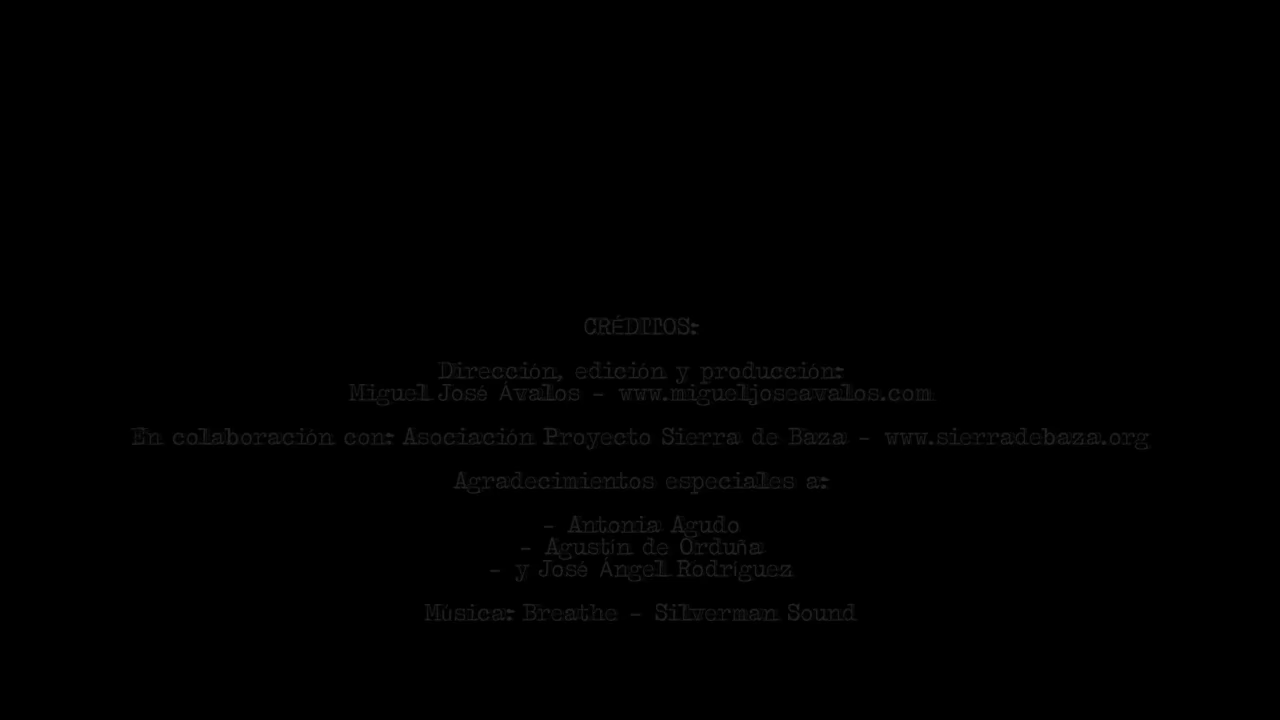 CRÉDITOS:
Dirección, edición y producción:
Miguel José Ávalos - www.migueljoseavalos.com
En colaboración con: Asociación Proyecto Sierra de Baza - www.sierradebaza.org
Agradecimientos especiales a:
- Antonia Agudo
- Agustín de Orduña
- y José Ángel Rodríguez
Música: Breathe - Silverman Sound